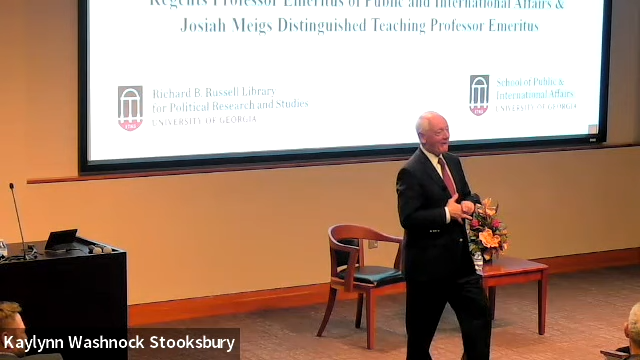 Regents Professor Emeritus of Public and International Affairs &
Josiah Meigs Distinguished Teaching Professor Emeritus
Richard B. Russell Library
for Political Research and Studies
UNIVERSITY OF GEORGIA
School of Public &
International Affairs
UNIVERSITY OF GEORGIA
Kaylynn Washnock Stooksbury